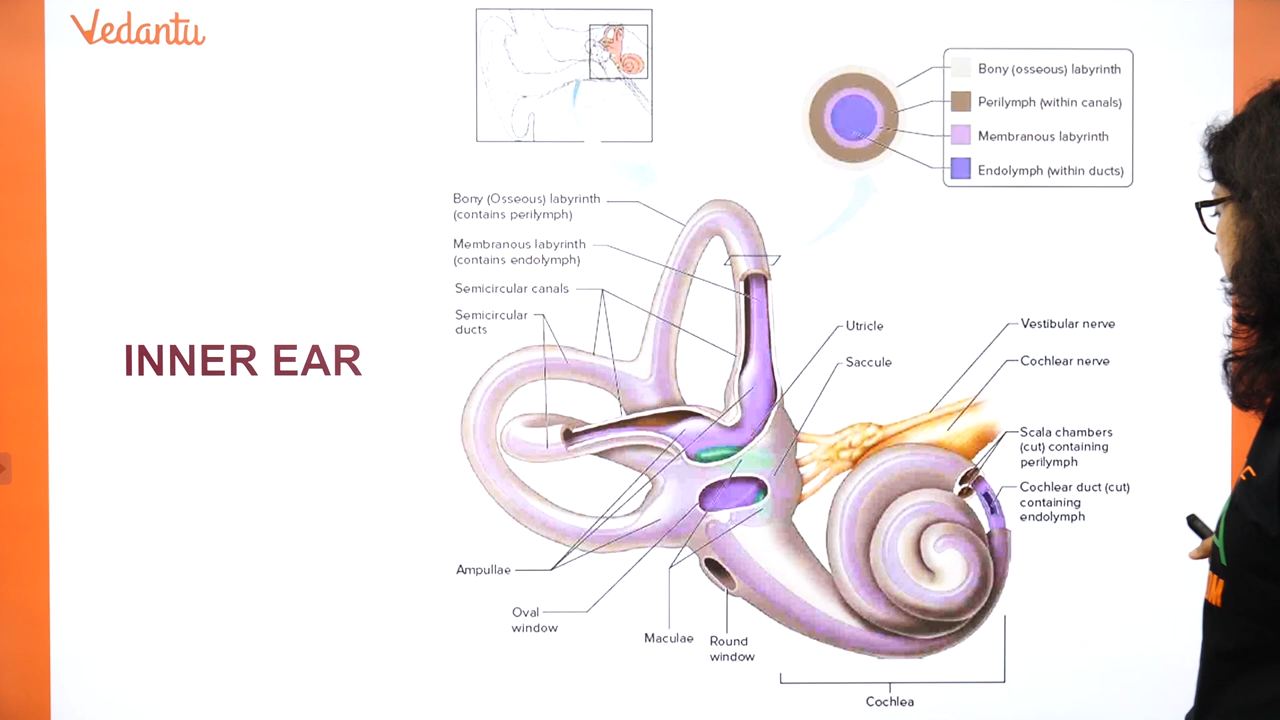 Vedantu
Bony (osseous) labyrinth
Perilymph (within canals)
Membranous labyrinth
Endolymph (within ducts)
Bony (Osseous) labyrinth
(contains perilymph)
Membranous labyrinth
(contains endolymph)
Semicircular canals
Semicircular
ducts
INNER EAR
Utricle
Saccule
Vestibular nerve
Cochlear nerve
Scala chambers
(cut) containing
perilymph
Cochlear duct (cut)
containing
endolymph
Ampullae
Oval
window
Maculae
Round
window
Cochlea